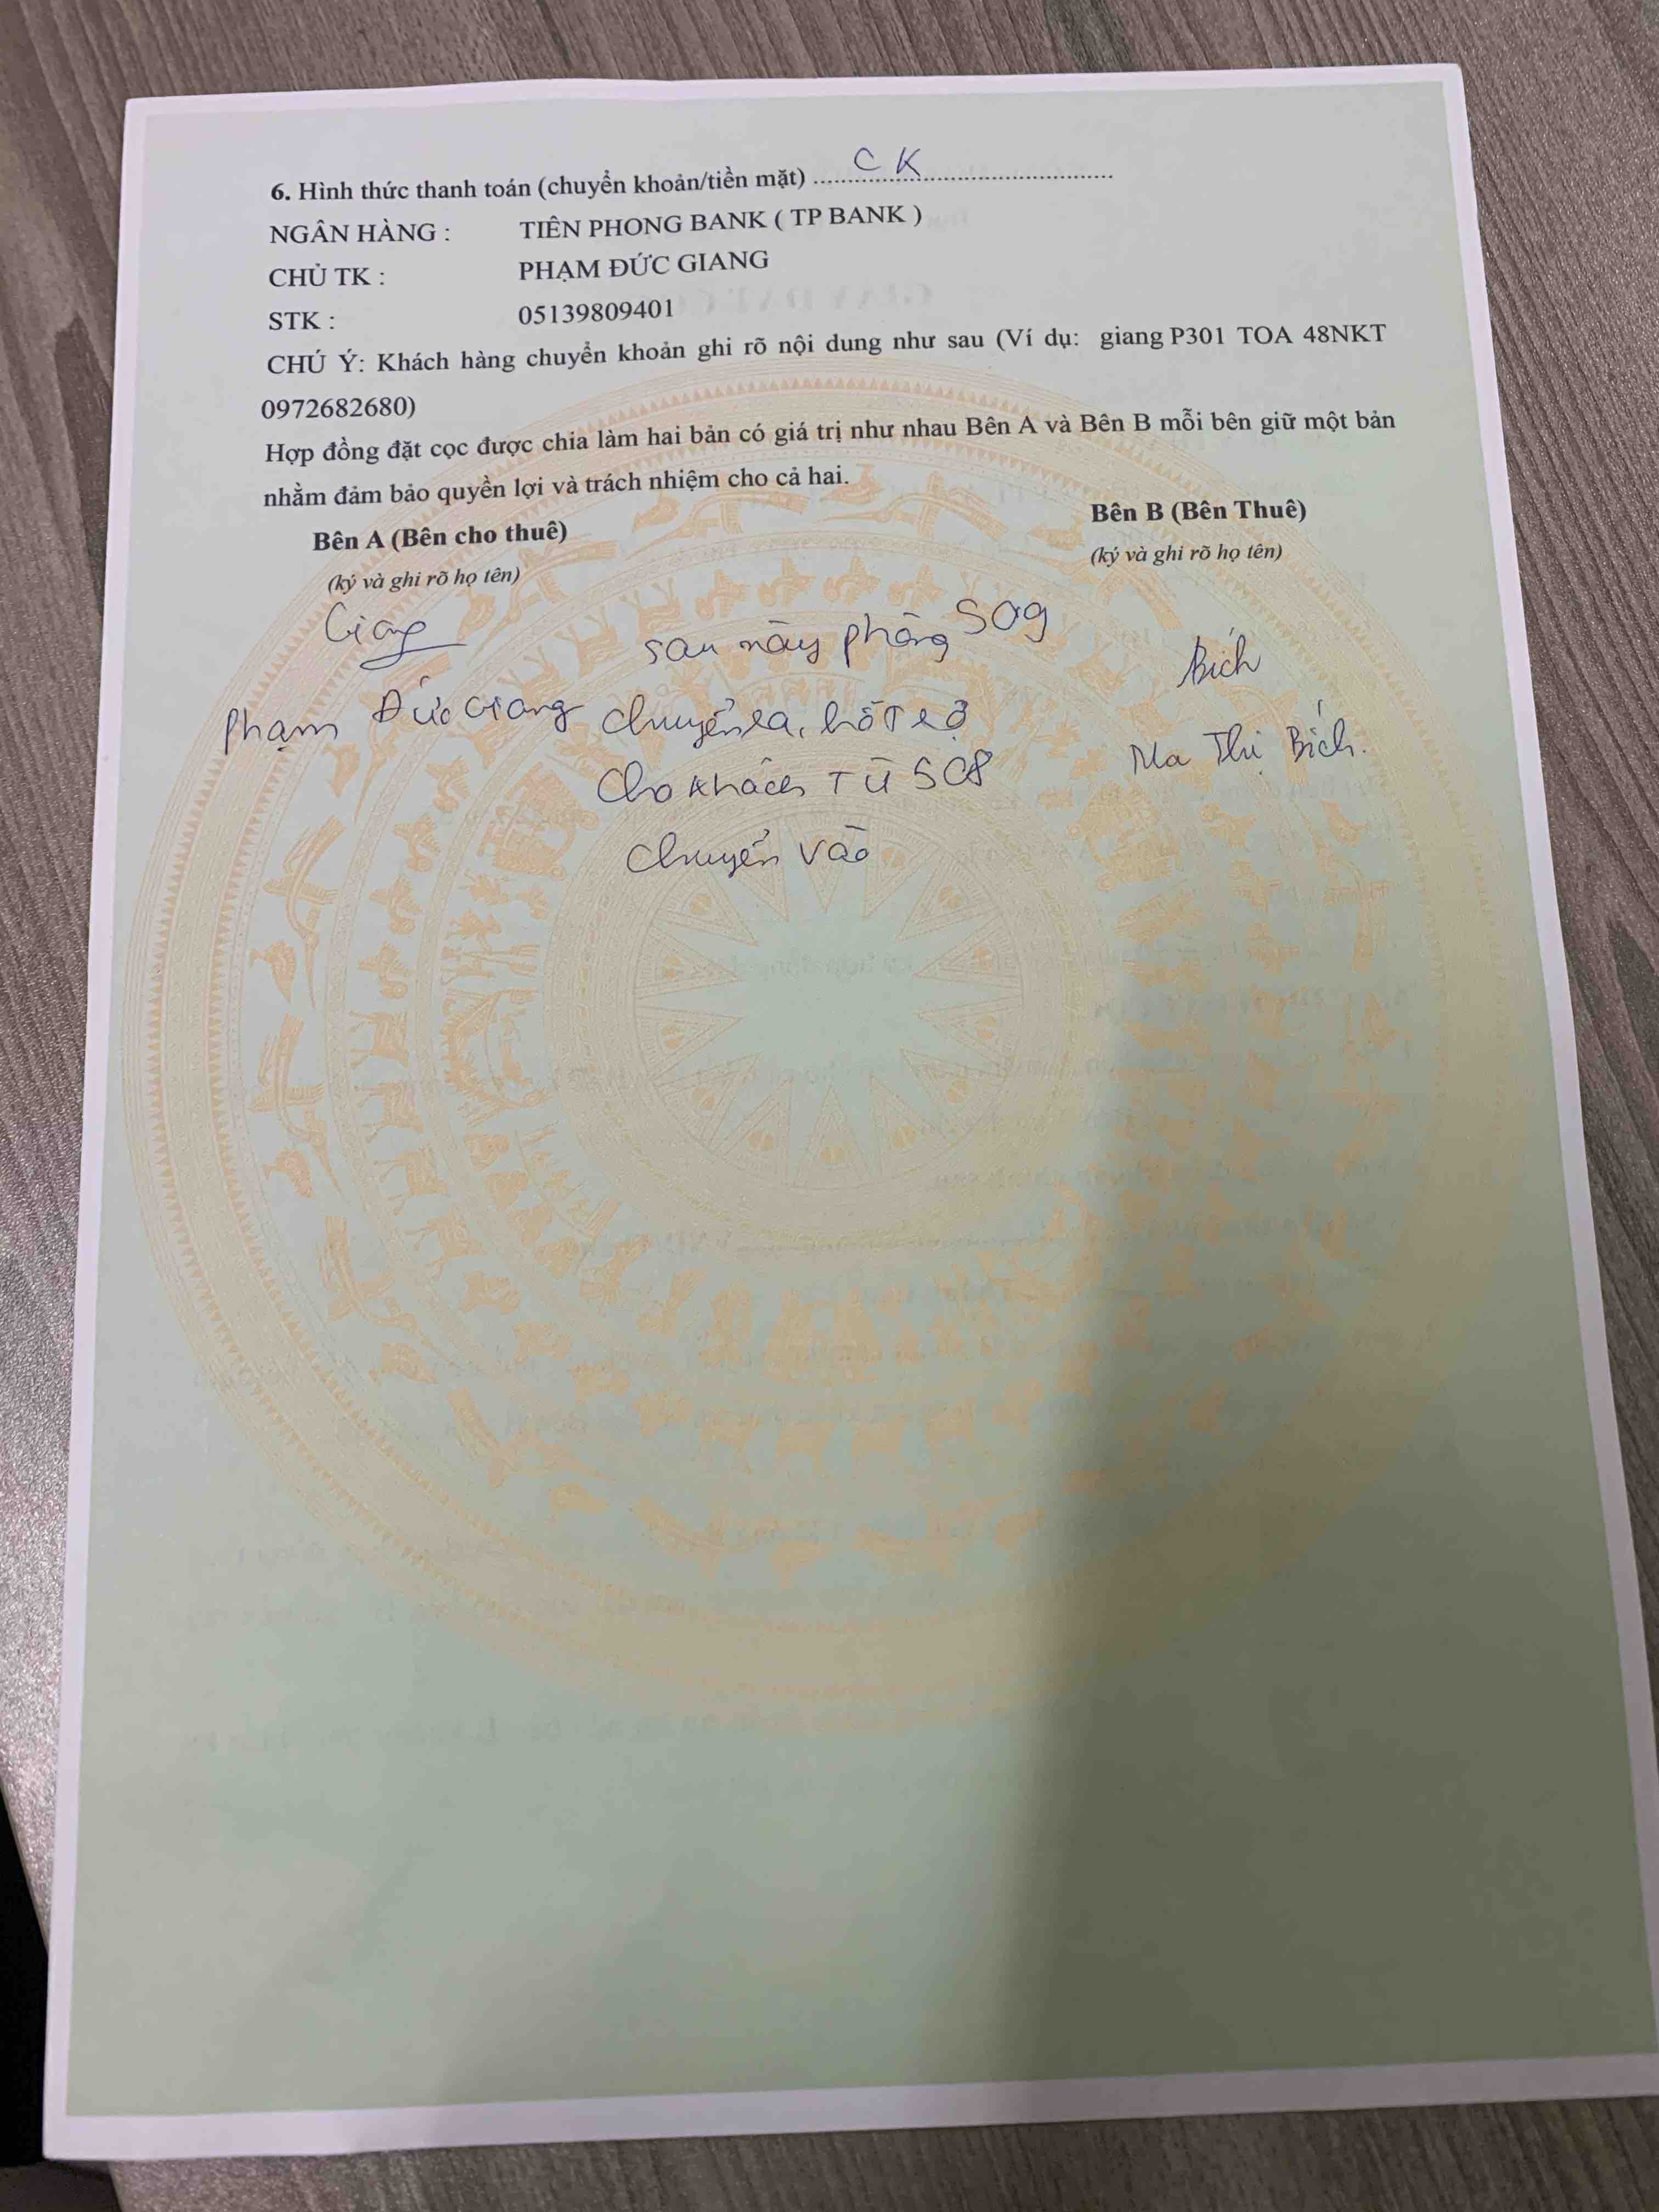 6. Hình thức thanh toán (chuyển khoản/tiền mặt) ........CK........
NGÂN HÀNG : TIÊN PHONG BANK ( TP BANK )
CHỦ TK : PHẠM ĐỨC GIANG
STK : 05139809401
CHÚ Ý: Khách hàng chuyển khoản ghi rõ nội dung như sau (Ví dụ: giang P301 TOA 48NKT
0972682680)
Hợp đồng đặt cọc được chia làm hai bản có giá trị như nhau Bên A và Bên B mỗi bên giữ một bản
nhằm đảm bảo quyền lợi và trách nhiệm cho cả hai.
Bên A (Bên cho thuê) Bên B (Bên Thuê)
(ký và ghi rõ họ tên) (ký và ghi rõ họ tên)
Giang
sau này phòng
Bích
Phạm Đức Giang
chuyển ra, hỗ trợ
Ma Thị Bích.
cho khách từ
chuyển vào